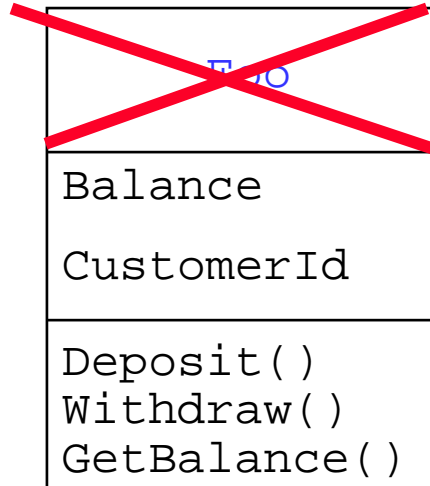 Foo
Balance
CustomerId
Deposit()
Withdraw()
GetBalance()